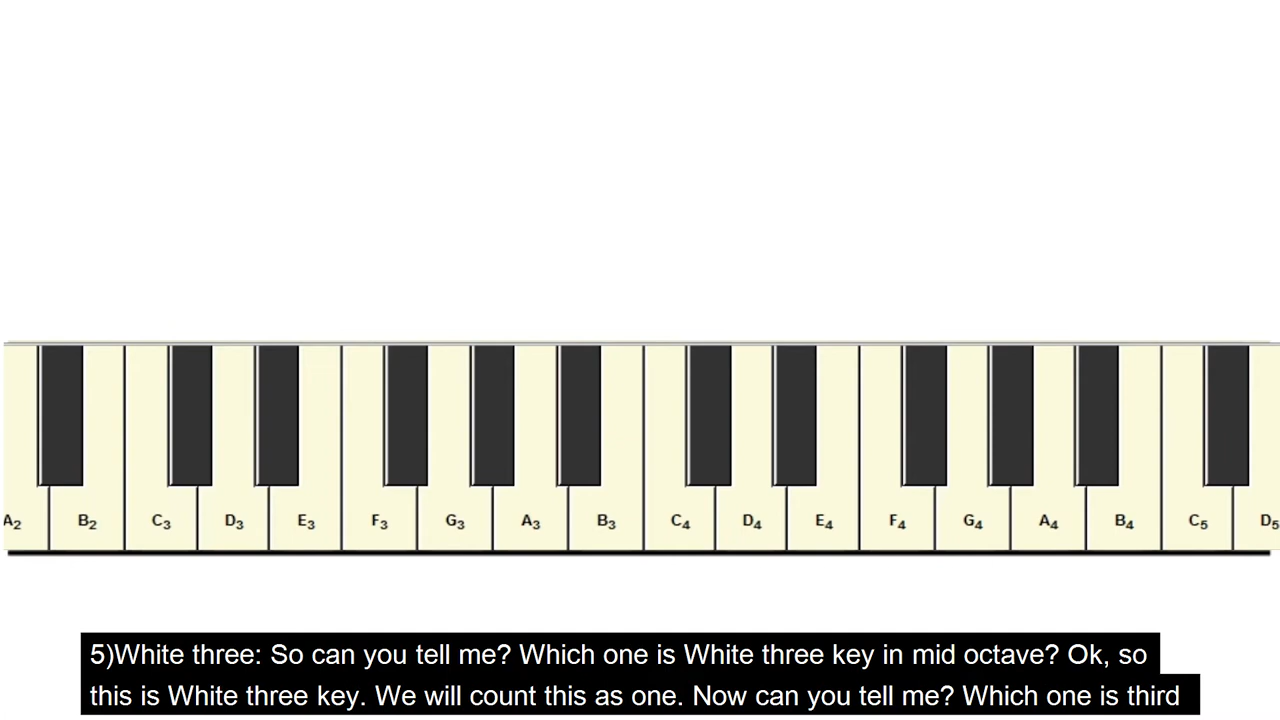 A₂ B₂ C₃ D₃ E₃ F₃ G₃ A₃ B₃ C₄ D₄ E₄ F₄ G₄ A₄ B₄ C₅ D₅
5)White three: So can you tell me? Which one is White three key in mid octave? Ok, so
this is White three key. We will count this as one. Now can you tell me? Which one is third